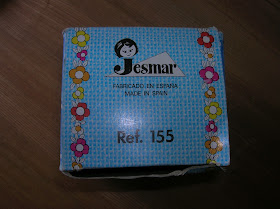 Jesmar
FABRICADO EN ESPAÑA
MADE IN SPAIN
Ref. 155